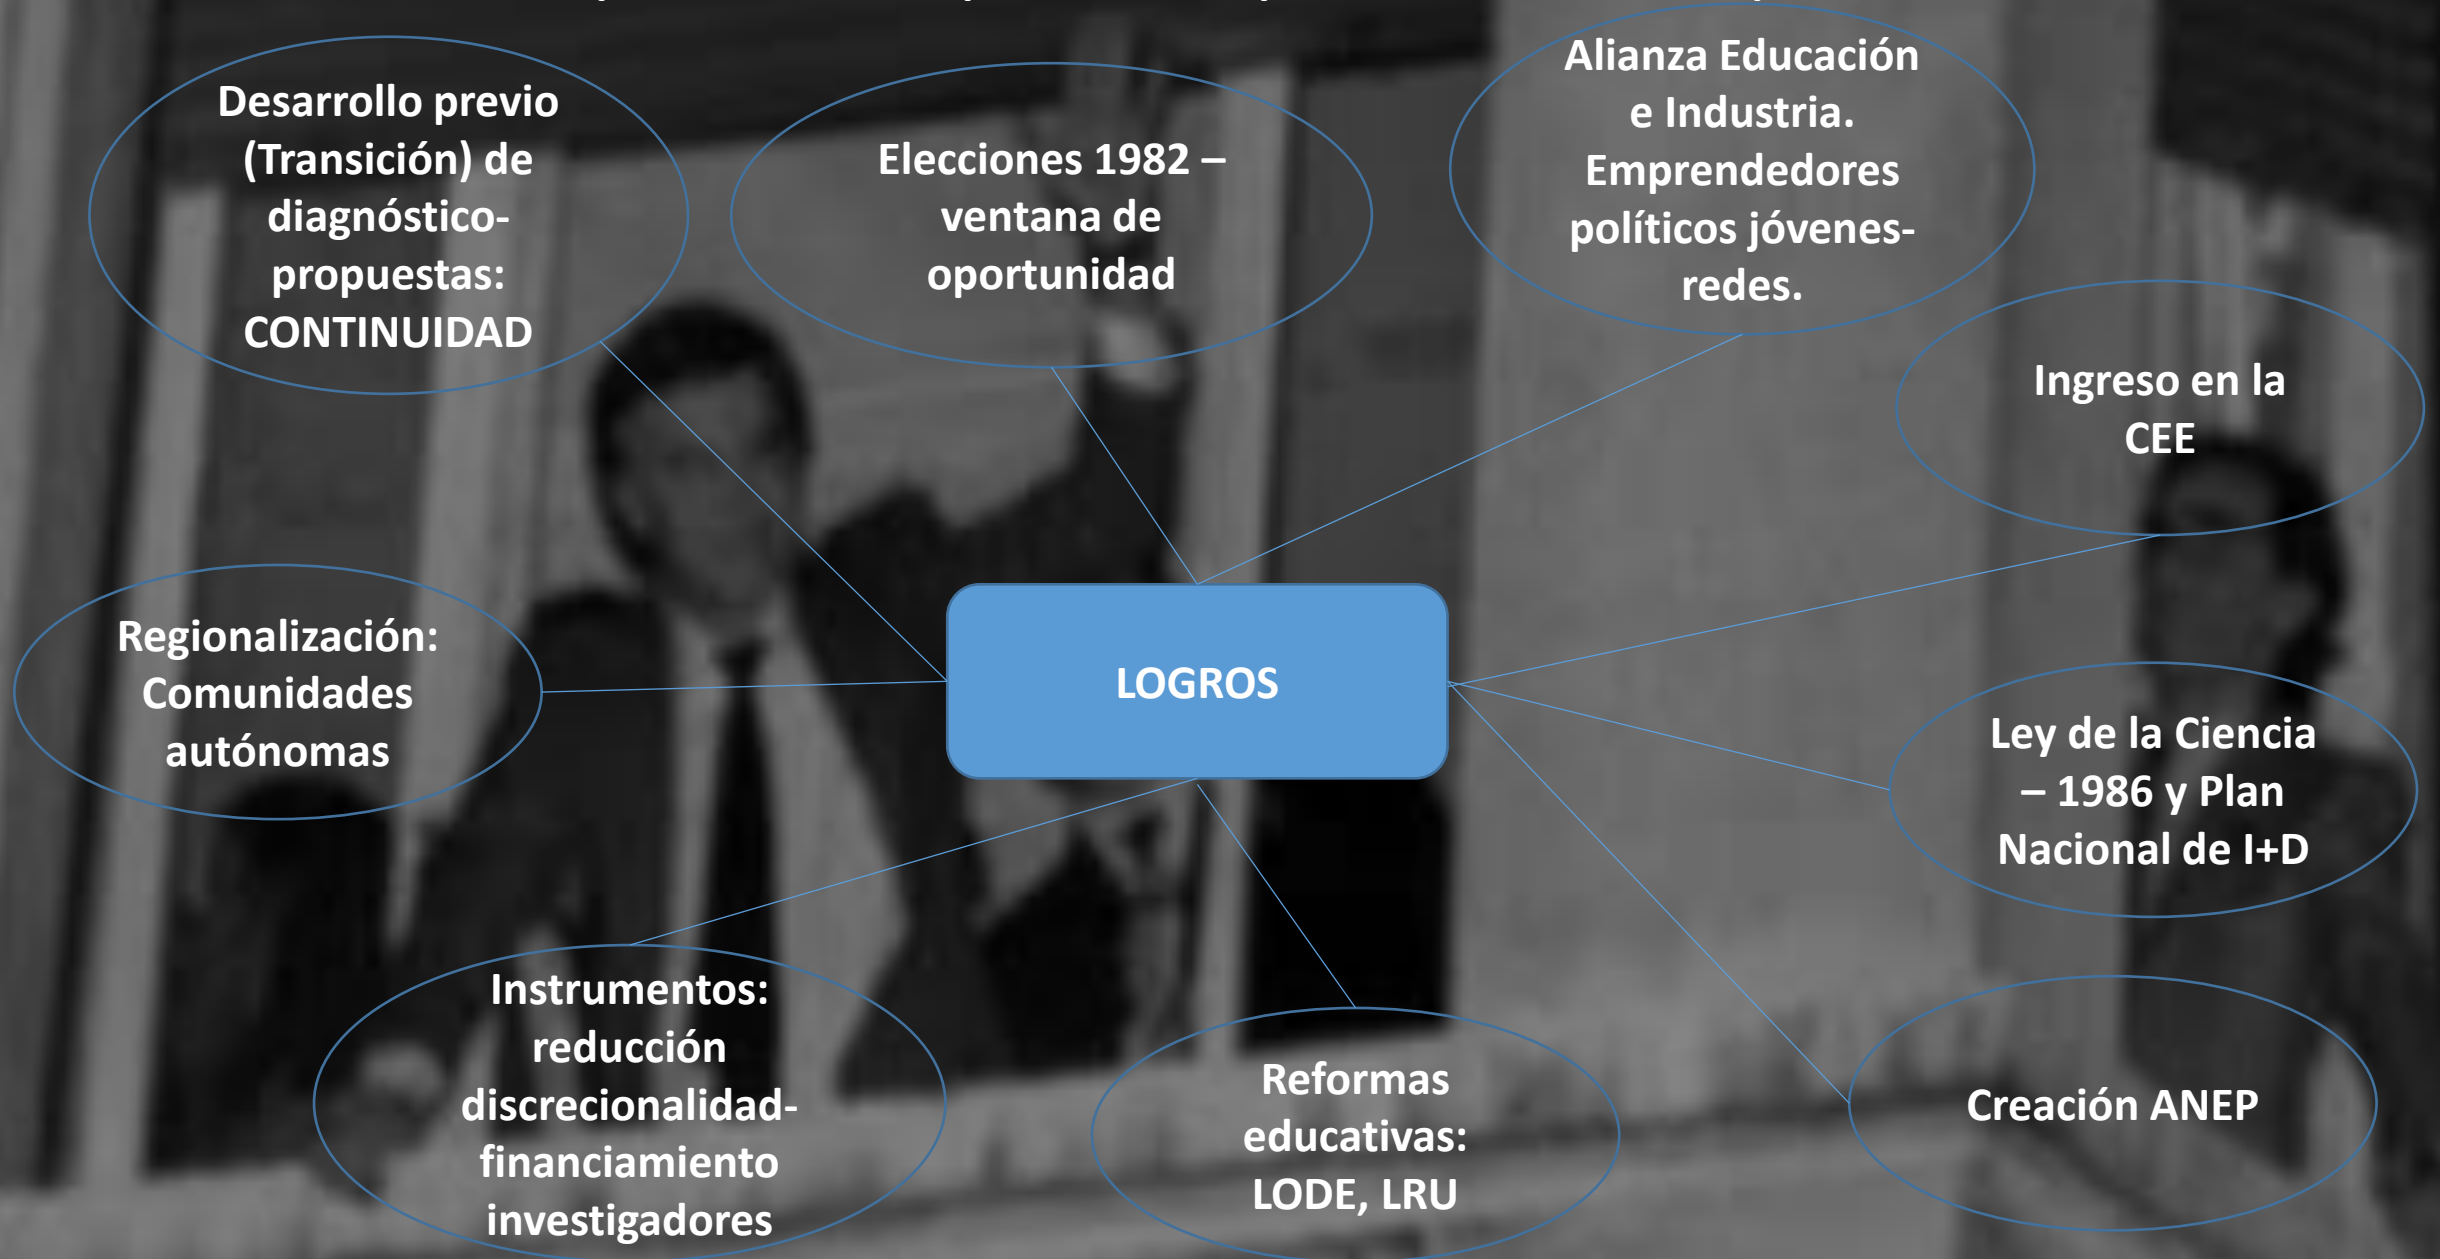 Desarrollo previo
(Transición) de
diagnóstico-
propuestas:
CONTINUIDAD
Elecciones 1982 –
ventana de
oportunidad
Alianza Educación
e Industria.
Emprendedores
políticos jóvenes-
redes.
Ingreso en la
CEE
Regionalización:
Comunidades
autónomas
LOGROS
Ley de la Ciencia
– 1986 y Plan
Nacional de I+D
Instrumentos:
reducción
discrecionalidad-
financiamiento
investigadores
Reformas
educativas:
LODE, LRU
Creación ANEP